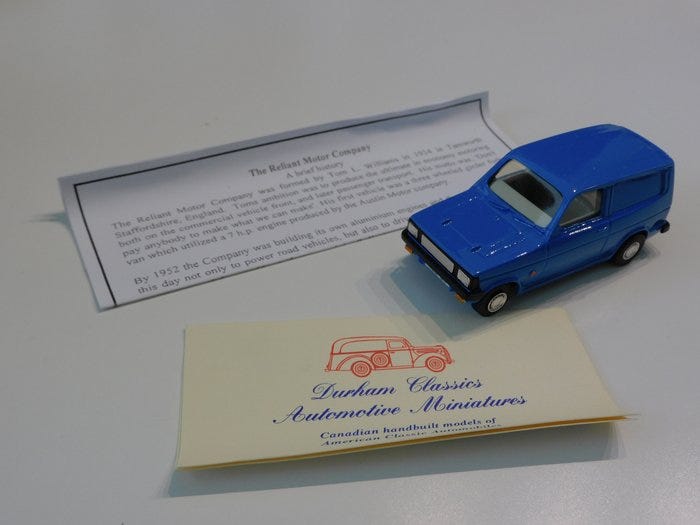 The Reliant Motor Company
A brief history
The Reliant Motor Company was formed by Tom L. Williams in 1934 in Tamworth
Staffordshire, England. Toms ambition was to produce the ultimate in economy motoring
both on the commercial vehicle front, and later passenger transport. His motto was. Don't
pay anybody to make what we can make. His first vehicle was a three wheeled under
van which utilized a 7 h.p. engine produced by the Austin Motor company.
By 1952 the Company was building its own aluminium engines, and
this day not only to power road vehicles, but also to
Durham Classics
Automotive Miniatures
Canadian handbuilt models of
American Classic Automobiles